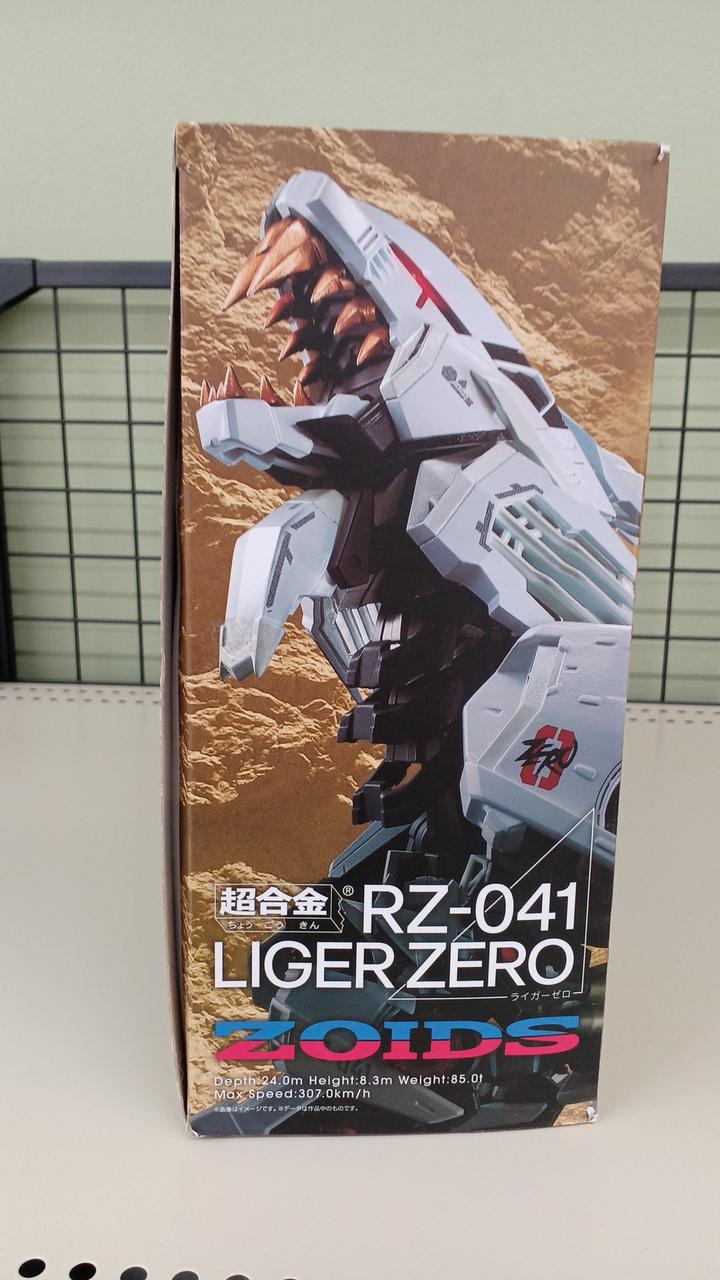 ZERO
超合金® RZ-041
ちょう ごう きん
LIGER ZERO
ライガーゼロ
ZOIDS
Depth:24.0m Height:8.3m Weight:85.0t
Max Speed:307.0km/h
※画像はイメージです。※データは作品中のものです。